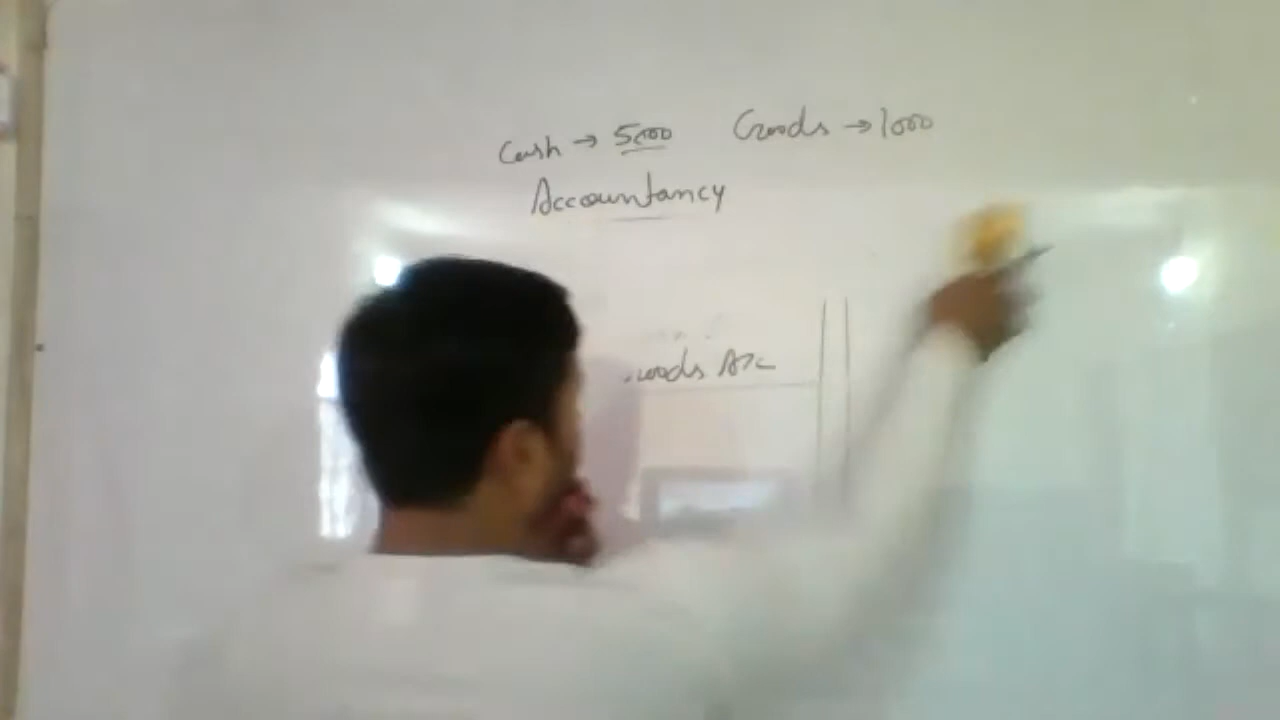 Cash → 5000 Goods → 1000
Accountancy
Goods A/c